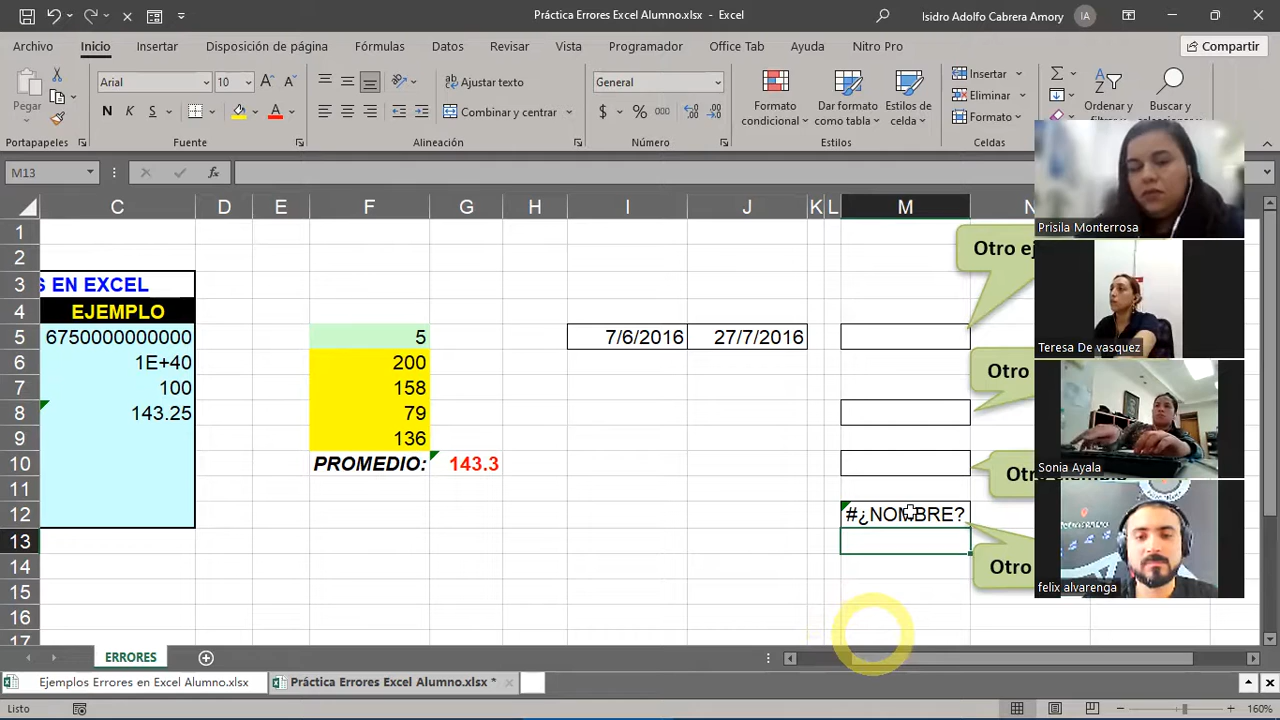 Práctica Errores Excel Alumno.xlsx - Excel
Isidro Adolfo Cabrera Amory
IA
Archivo Inicio Insertar Disposición de página Fórmulas Datos Revisar Vista Programador Office Tab Ayuda Nitro Pro
Compartir
Pegar
Arial 10
N K S
Ajustar texto
Combinar y centrar
General
$ % 000
Formato condicional
Dar formato como tabla
Estilos de celda
Insertar
Eliminar
Formato
Ordenar y
filtrar
Buscar y
seleccionar
Portapapeles Fuente Alineación Número Estilos Celdas
M13
fx
C D E F G H I J K L M N
1
2
3 S EN EXCEL
4 EJEMPLO
5 6750000000000 5 7/6/2016 27/7/2016
6 1E+40 200
7 100 158
8 143.25 79
9 136
10 PROMEDIO: 143.3
11
12 #¿NOMBRE?
13
14
15
16
17
Otro ej
Otro
Otro
Prisila Monterrosa
Teresa De vasquez
Sonia Ayala
felix alvarenga
ERRORES
Ejemplos Errores en Excel Alumno.xlsx
Práctica Errores Excel Alumno.xlsx *
Listo
160%